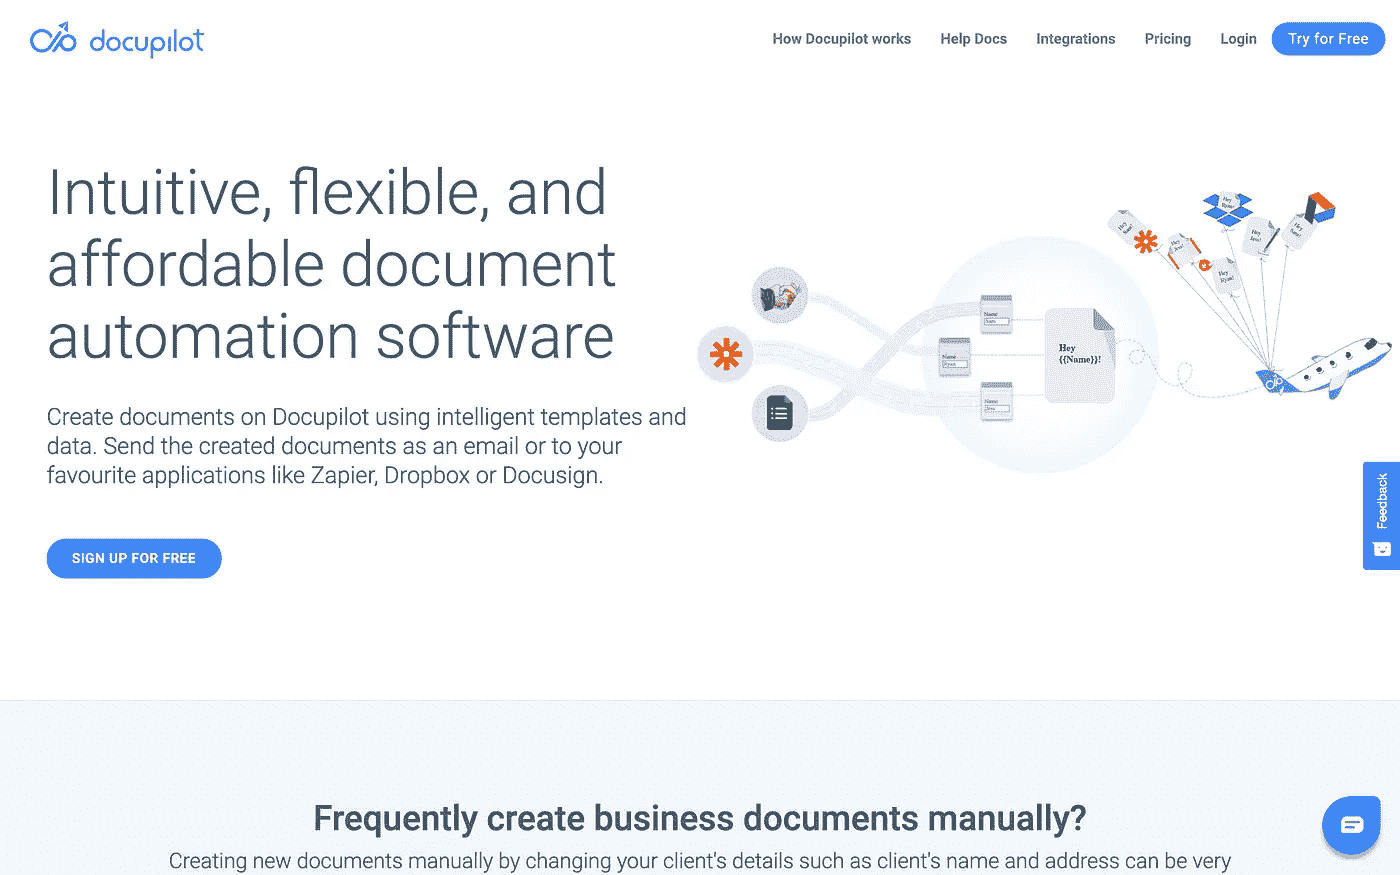 docupilot
How Docupilot works
Help Docs
Integrations
Pricing
Login
Try for Free
Intuitive, flexible, and
affordable document
automation software
Create documents on Docupilot using intelligent templates and
data. Send the created documents as an email or to your
favourite applications like Zapier, Dropbox or Docusign.
SIGN UP FOR FREE
Name
Name
Name
Hey
{{Name}}!
Feedback
Frequently create business documents manually?
Creating new documents manually by changing your client's details such as client's name and address can be very